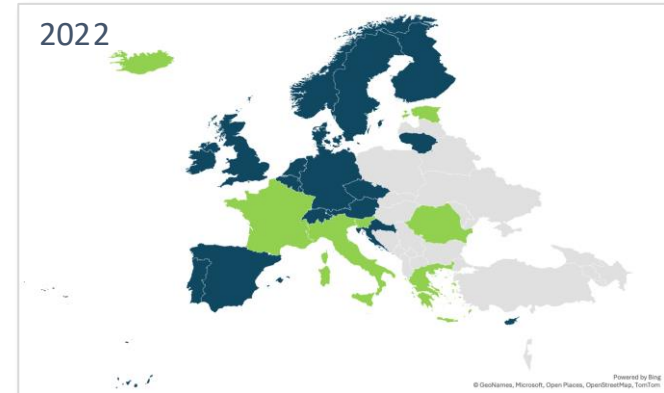 2022
Powered by Bing
© GeoNames, Microsoft, Open Places, OpenStreetMap, TomTom